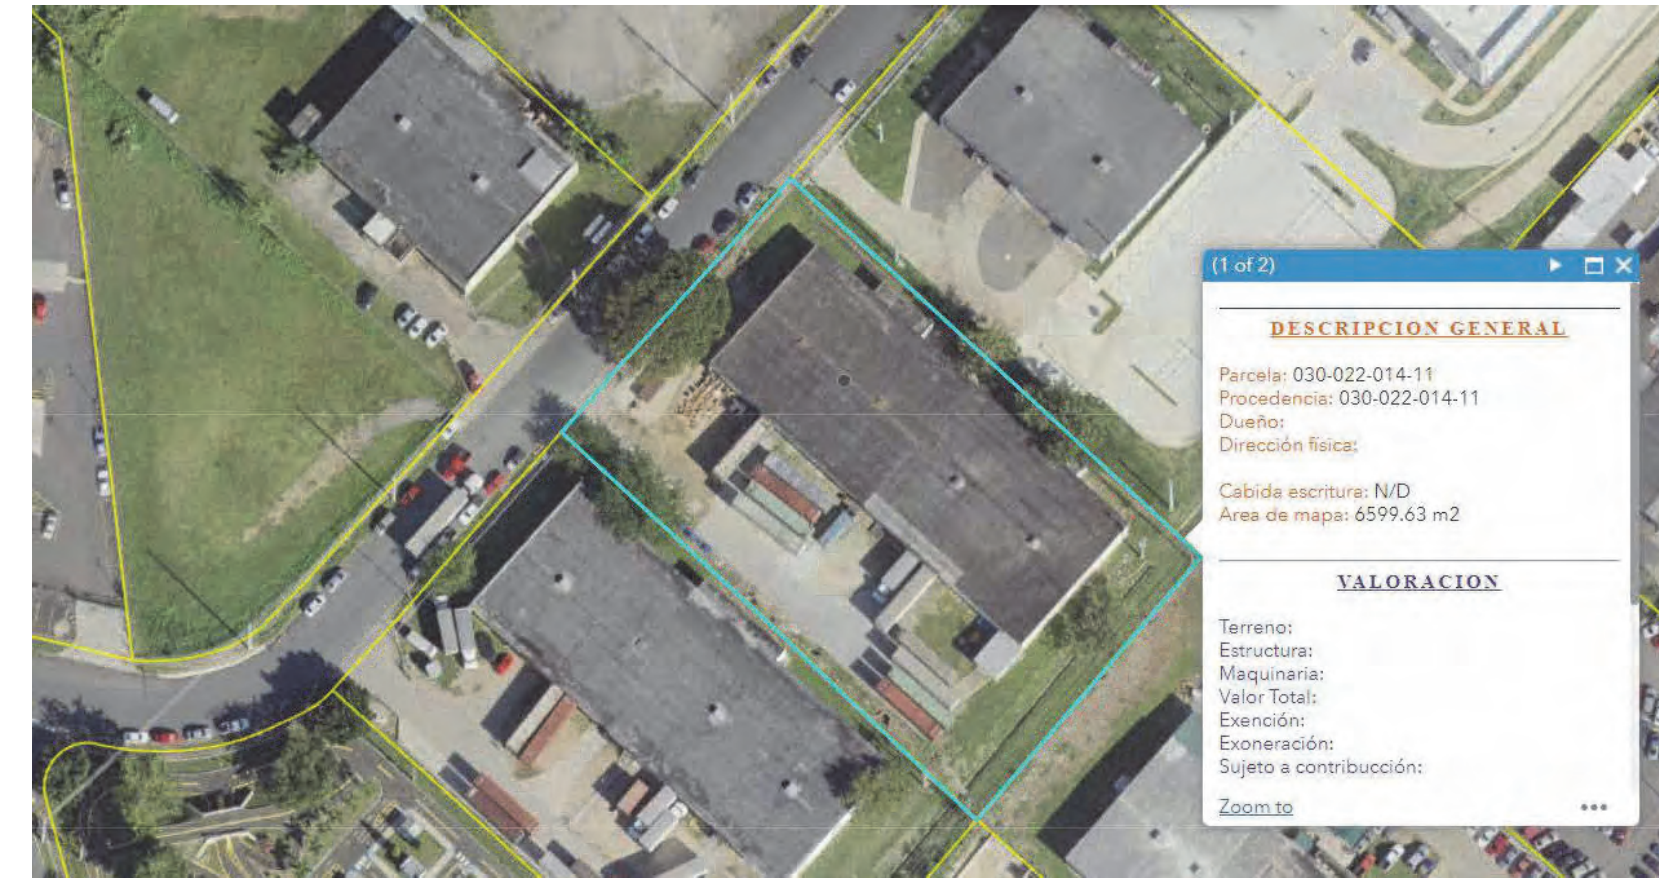 (1 of 2)
DESCRIPCION GENERAL
Parcela: 030-022-014-11
Procedencia: 030-022-014-11
Dueño:
Dirección física:
Cabida escritura: N/D
Area de mapa: 6599.63 m2
VALORACION
Terreno:
Estructura:
Maquinaria:
Valor Total:
Exención:
Exoneración:
Sujeto a contribucción:
Zoom to